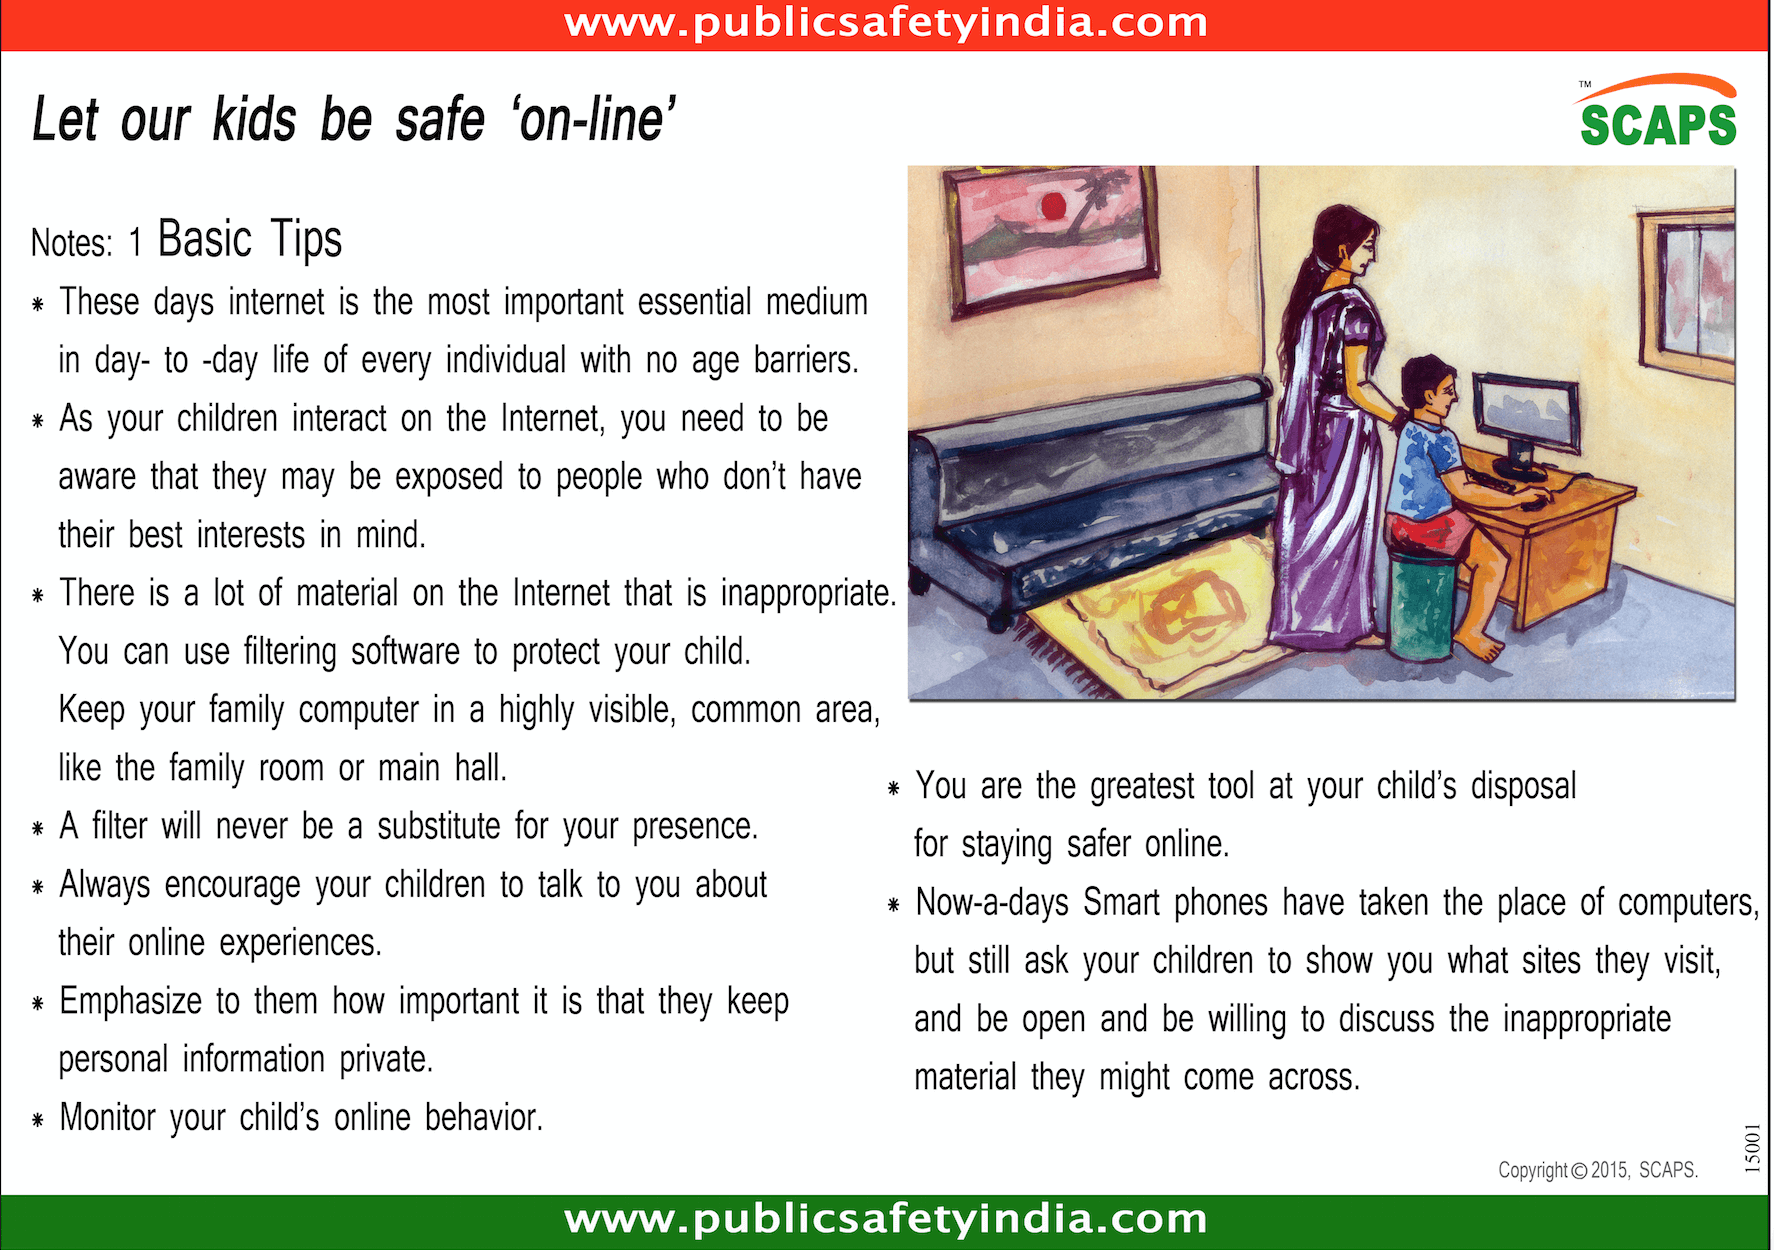 www.publicsafetyindia.com
Let our kids be safe ‘on-line’
TM
SCAPS
Notes: 1 Basic Tips
* These days internet is the most important essential medium
in day- to -day life of every individual with no age barriers.
* As your children interact on the Internet, you need to be
aware that they may be exposed to people who don’t have
their best interests in mind.
* There is a lot of material on the Internet that is inappropriate.
You can use filtering software to protect your child.
Keep your family computer in a highly visible, common area,
like the family room or main hall.
* A filter will never be a substitute for your presence.
* Always encourage your children to talk to you about
their online experiences.
* Emphasize to them how important it is that they keep
personal information private.
* Monitor your child’s online behavior.
* You are the greatest tool at your child’s disposal
for staying safer online.
* Now-a-days Smart phones have taken the place of computers,
but still ask your children to show you what sites they visit,
and be open and be willing to discuss the inappropriate
material they might come across.
15001
Copyright © 2015, SCAPS.
www.publicsafetyindia.com